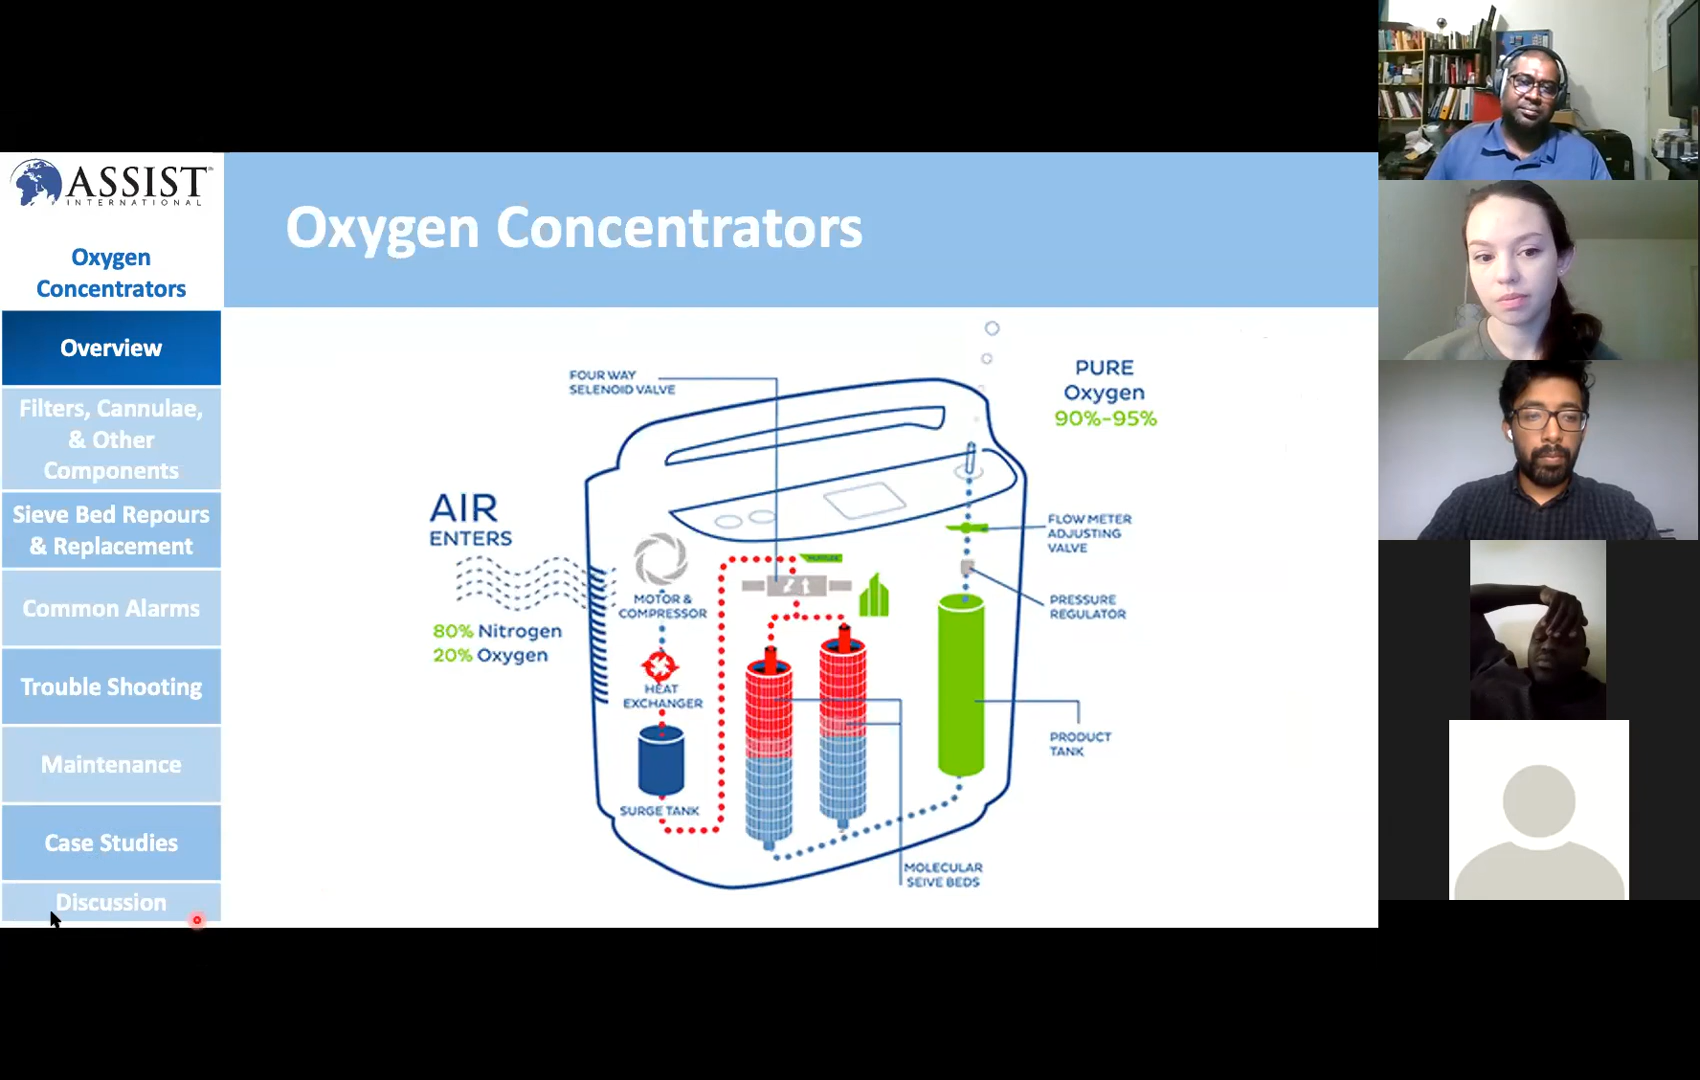 ASSIST
INTERNATIONAL
Oxygen
Concentrators
Overview
Filters, Cannulae,
& Other
Components
Sieve Bed Repours
& Replacement
Common Alarms
Trouble Shooting
Maintenance
Case Studies
Discussion
Oxygen Concentrators
FOUR WAY
SELENOID VALVE
PURE
Oxygen
90%-95%
AIR
ENTERS
80% Nitrogen
20% Oxygen
MOTOR &
COMPRESSOR
HEAT
EXCHANGER
SURGE TANK
FLOW METER
ADJUSTING
VALVE
PRESSURE
REGULATOR
PRODUCT
TANK
MOLECULAR
SEIVE BEDS